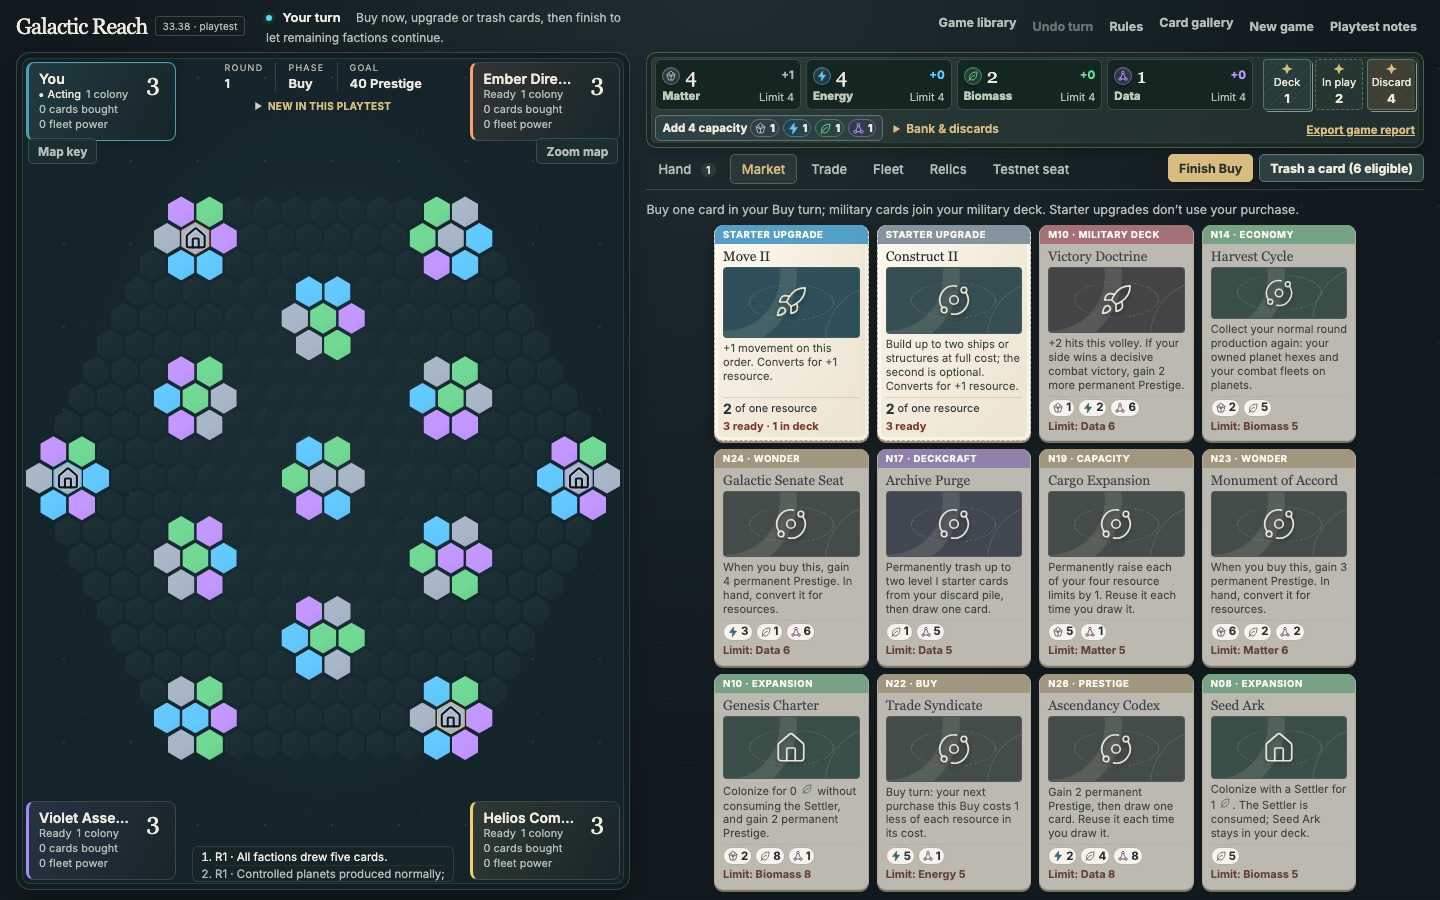 Galactic Reach
33.38 · playtest
Your turn Buy now, upgrade or trash cards, then finish to
let remaining factions continue.
Game library
Undo turn
Rules
Card gallery
New game
Playtest notes
You 3
• Acting 1 colony
0 cards bought
0 fleet power
ROUND
1
PHASE
Buy
GOAL
40 Prestige
NEW IN THIS PLAYTEST
Ember Dire... 3
Ready 1 colony
0 cards bought
0 fleet power
Map key
Zoom map
Violet Asse... 3
Ready 1 colony
0 cards bought
0 fleet power
1. R1 · All factions drew five cards.
2. R1 · Controlled planets produced normally;
Helios Com... 3
Ready 1 colony
0 cards bought
0 fleet power
4 +1
Matter Limit 4
4 +0
Energy Limit 4
2 +0
Biomass Limit 4
1 +0
Data Limit 4
Deck
1
In play
2
Discard
4
Add 4 capacity 1 1 1 1
Bank & discards
Export game report
Hand 1
Market
Trade
Fleet
Relics
Testnet seat
Finish Buy
Trash a card (6 eligible)
Buy one card in your Buy turn; military cards join your military deck. Starter upgrades don't use your purchase.
STARTER UPGRADE
Move II
+1 movement on this
order. Converts for +1
resource.
2 of one resource
3 ready · 1 in deck
STARTER UPGRADE
Construct II
Build up to two ships or
structures at full cost; the
second is optional.
Converts for +1 resource.
2 of one resource
3 ready
M10 · MILITARY DECK
Victory Doctrine
+2 hits this volley. If your
side wins a decisive
combat victory, gain 2
more permanent Prestige.
1 2 6
Limit: Data 6
N14 · ECONOMY
Harvest Cycle
Collect your normal round
production again: your
owned planet hexes and
your combat fleets on
planets.
2 5
Limit: Biomass 5
N24 · WONDER
Galactic Senate Seat
When you buy this, gain
4 permanent Prestige. In
hand, convert it for
resources.
3 1 6
Limit: Data 6
N17 · DECKCRAFT
Archive Purge
Permanently trash up to
two level I starter cards
from your discard pile,
then draw one card.
1 5
Limit: Data 5
N19 · CAPACITY
Cargo Expansion
Permanently raise each
of your four resource
limits by 1. Reuse it each
time you draw it.
5 1
Limit: Matter 5
N23 · WONDER
Monument of Accord
When you buy this, gain 3
permanent Prestige. In
hand, convert it for
resources.
6 2 2
Limit: Matter 6
N10 · EXPANSION
Genesis Charter
Colonize for 0 without
consuming the Settler,
and gain 2 permanent
Prestige.
2 8 1
Limit: Biomass 8
N22 · BUY
Trade Syndicate
Buy turn: your next
purchase this Buy costs 1
less of each resource in
its cost.
5 1
Limit: Energy 5
N26 · PRESTIGE
Ascendancy Codex
Gain 2 permanent
Prestige, then draw one
card. Reuse it each time
you draw it.
2 4 8
Limit: Data 8
N08 · EXPANSION
Seed Ark
Colonize with a Settler for
1 . The Settler is
consumed; Seed Ark
stays in your deck.
5
Limit: Biomass 5